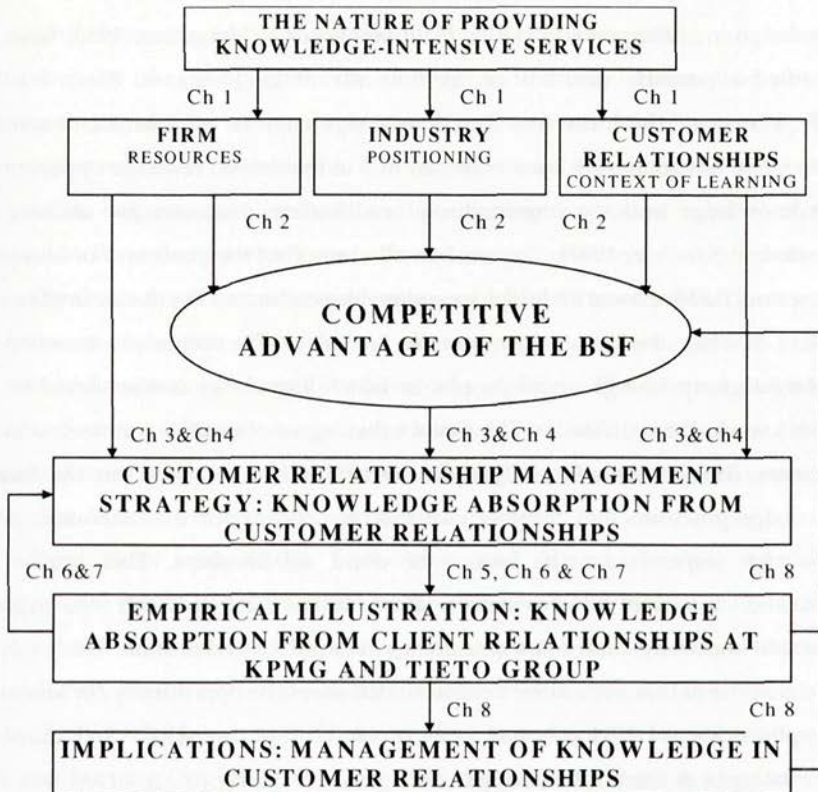 THE NATURE OF PROVIDING
KNOWLEDGE-INTENSIVE SERVICES
Ch 1 Ch 1 Ch 1
FIRM
RESOURCES
INDUSTRY
POSITIONING
CUSTOMER
RELATIONSHIPS
CONTEXT OF LEARNING
Ch 2 Ch 2 Ch 2
COMPETITIVE
ADVANTAGE OF THE BSF
Ch 3&Ch4 Ch 3&Ch 4 Ch 3&Ch4
CUSTOMER RELATIONSHIP MANAGEMENT
STRATEGY: KNOWLEDGE ABSORPTION FROM
CUSTOMER RELATIONSHIPS
Ch 6&7 Ch 5, Ch 6 & Ch7 Ch 8
EMPIRICAL ILLUSTRATION: KNOWLEDGE
ABSORPTION FROM CLIENT RELATIONSHIPS AT
KPMG AND TIETO GROUP
Ch 8 Ch 8
IMPLICATIONS: MANAGEMENT OF KNOWLEDGE IN
CUSTOMER RELATIONSHIPS